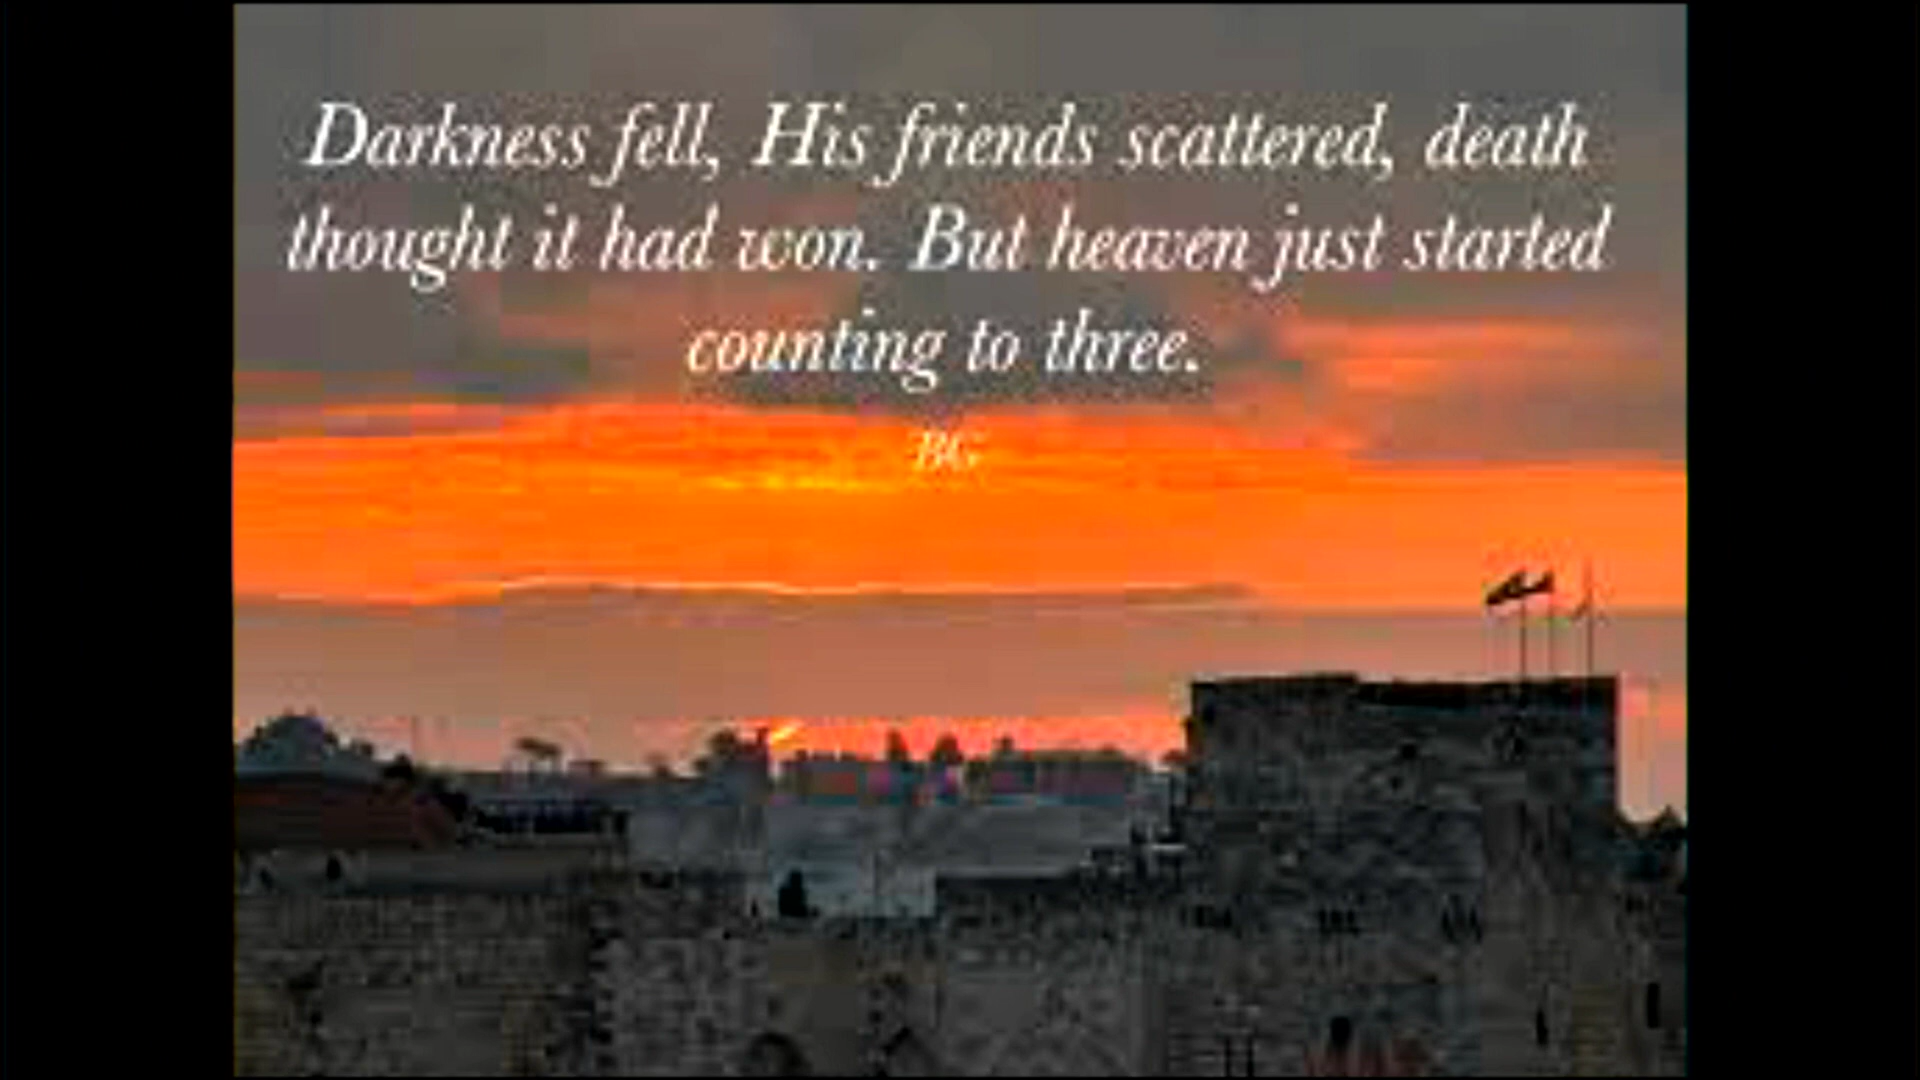 Darkness fell, His friends scattered, death
thought it had won. But heaven just started
counting to three.
BG